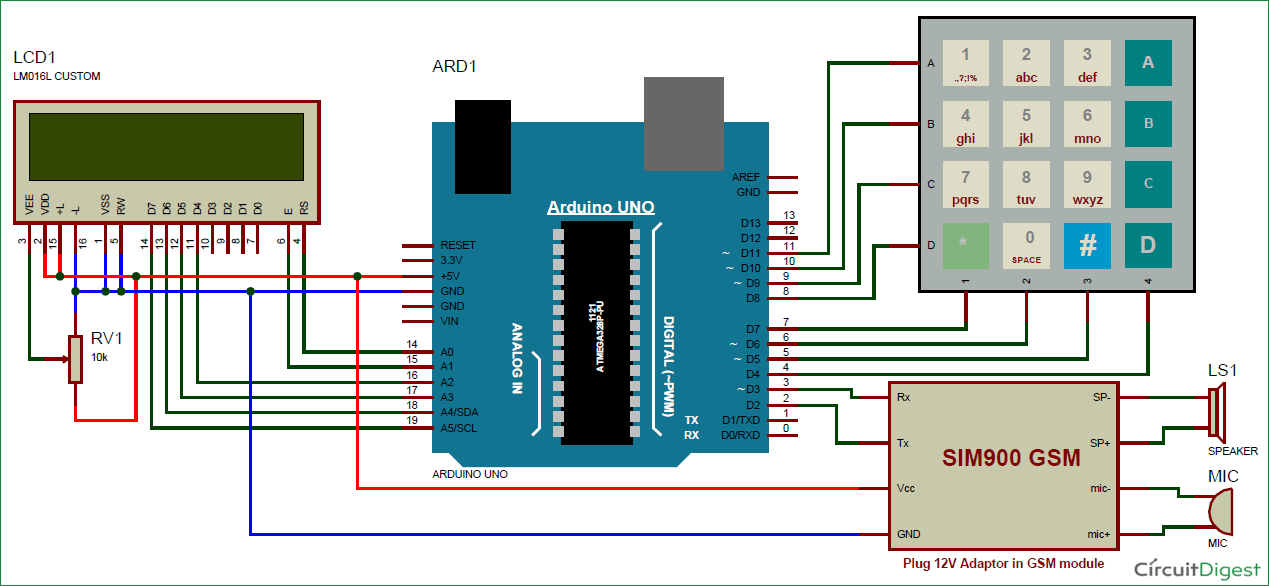 LCD1
LM016L CUSTOM
VEE VDD +L -L VSS RW D7 D6 D5 D4 D3 D2 D1 D0 E RS
3 2 15 16 1 5 14 13 12 11 10 9 8 7 6 4
RV1
10k
ARD1
Arduino UNO
1121
ATMEGA328P-PU
RESET
3.3V
+5V
GND
GND
VIN
ANALOG IN
14 A0
15 A1
16 A2
17 A3
18 A4/SDA
19 A5/SCL
ARDUINO UNO
AREF
GND
D13 13
D12 12
~ D11 11
~ D10 10
~ D9 9
D8 8
DIGITAL (~PWM)
D7 7
~ D6 6
~ D5 5
D4 4
~ D3 3
D2 2
TX D1/TXD 1
RX D0/RXD 0
A 1 2 3 A
.,?;!% abc def
B 4 5 6 B
ghi jkl mno
C 7 8 9 C
pqrs tuv wxyz
D * 0 # D
SPACE
1 2 3 4
Rx SP-
Tx SP+
SIM900 GSM
Vcc mic-
GND mic+
Plug 12V Adaptor in GSM module
LS1
SPEAKER
MIC
MIC
CircuitDigest